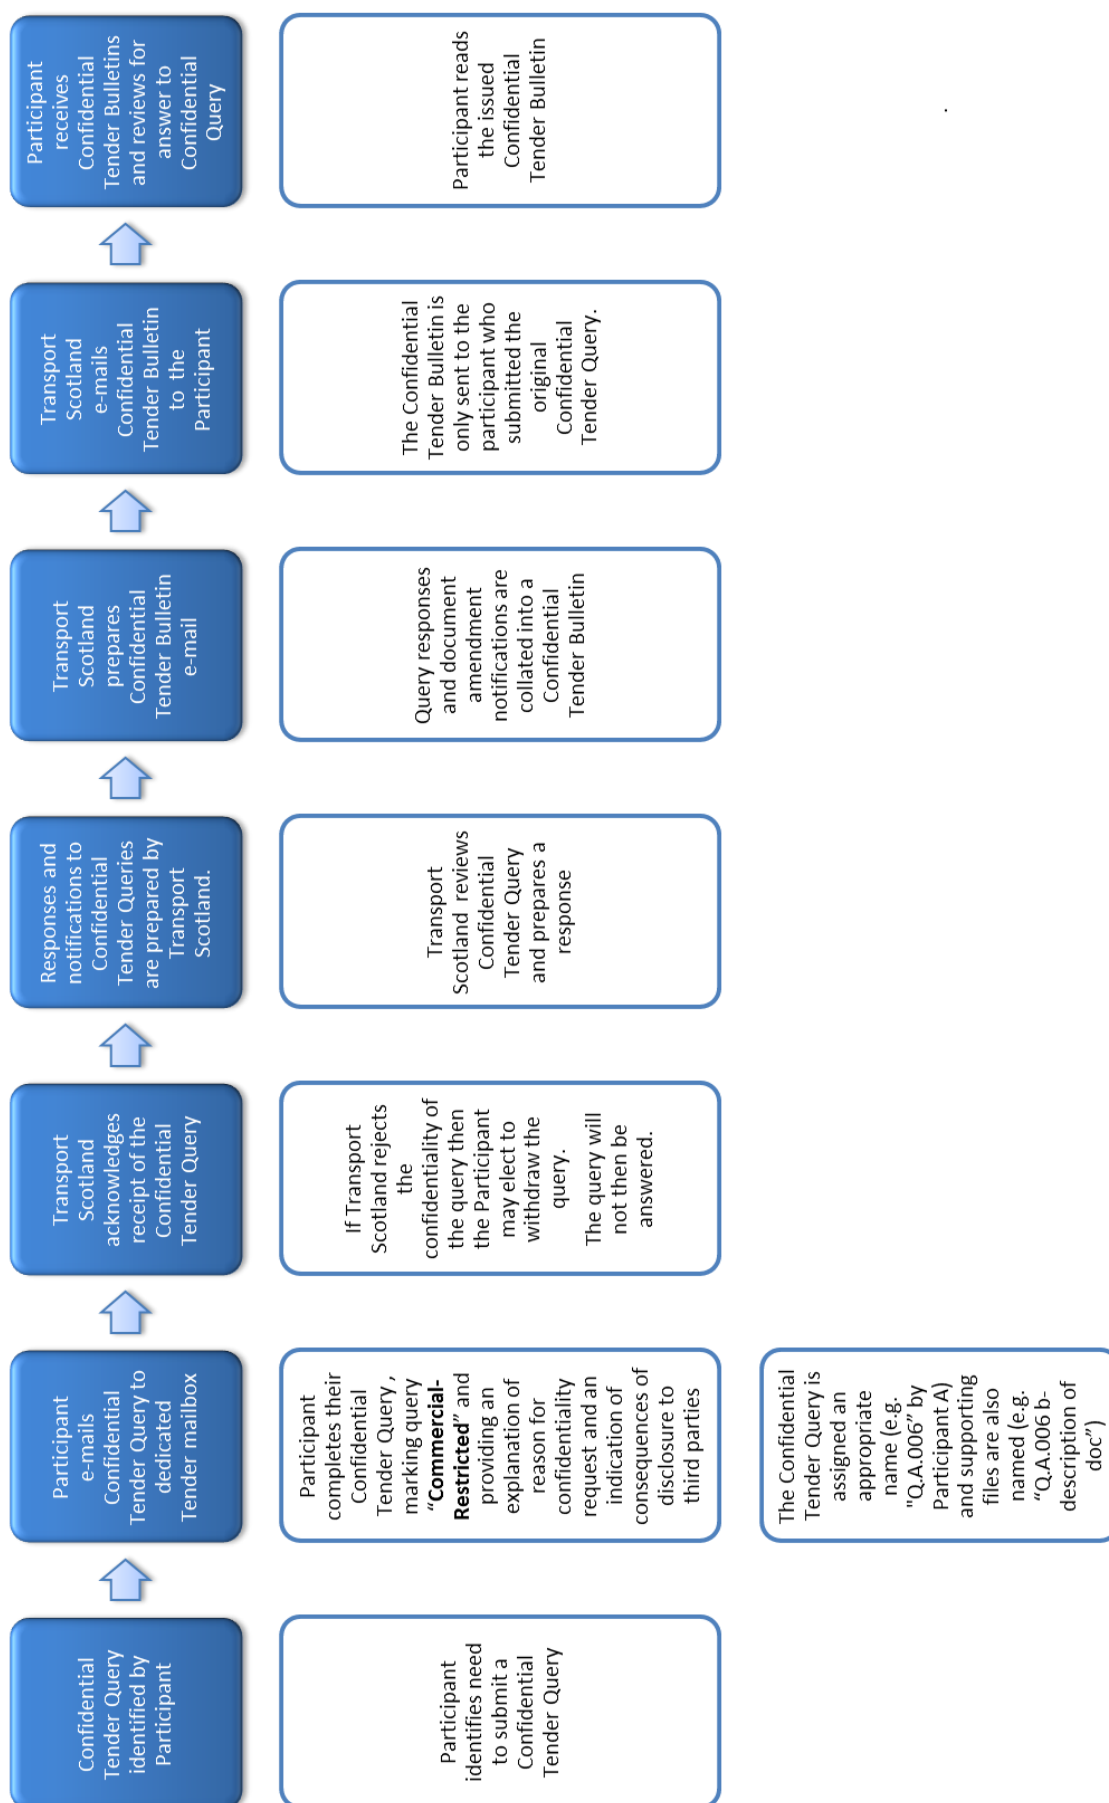 Confidential
Tender Query
identified by
Participant
Participant
e-mails
Confidential
Tender Query to
dedicated
Tender mailbox
Transport
Scotland
acknowledges
receipt of the
Confidential
Tender Query
Responses and
notifications to
Confidential
Tender Queries
are prepared by
Transport
Scotland.
Transport
Scotland
prepares
Confidential
Tender Bulletin
e-mail
Transport
Scotland
e-mails
Confidential
Tender Bulletin
to the
Participant
Participant
receives
Confidential
Tender Bulletins
and reviews for
answer to
Confidential
Query
Participant
identifies need
to submit a
Confidential
Tender Query
Participant
completes their
Confidential
Tender Query ,
marking query
“Commercial-
Restricted” and
providing an
explanation of
reason for
confidentiality
request and an
indication of
consequences of
disclosure to
third parties
If Transport
Scotland rejects
the
confidentiality of
the query then
the Participant
may elect to
withdraw the
query.
The query will
not then be
answered.
Transport
Scotland reviews
Confidential
Tender Query
and prepares a
response
Query responses
and document
amendment
notifications are
collated into a
Confidential
Tender Bulletin
The Confidential
Tender Bulletin is
only sent to the
participant who
submitted the
original
Confidential
Tender Query.
Participant reads
the issued
Confidential
Tender Bulletin
The Confidential
Tender Query is
assigned an
appropriate
name (e.g.
"Q.A.006” by
Participant A)
and supporting
files are also
named (e.g.
“Q.A.006 b-
description of
doc”)
.